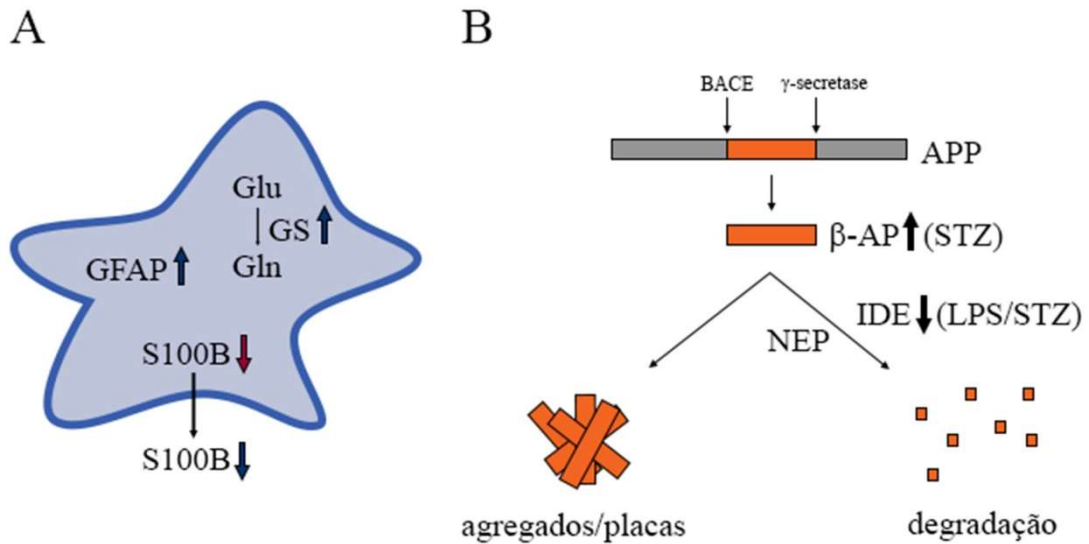 A
Glu
GS
Gln
GFAP
S100B
S100B
B
BACE
γ-secretase
APP
β-AP (STZ)
IDE (LPS/STZ)
NEP
agregados/placas
degradação